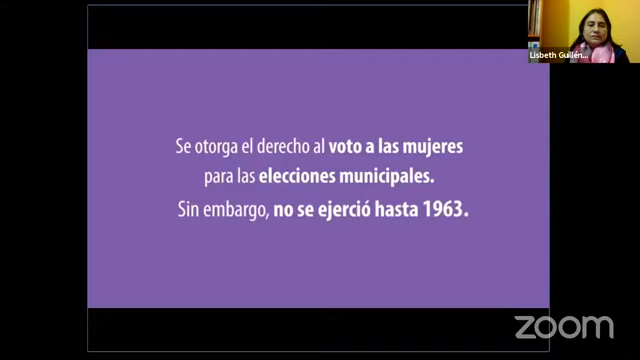 Lisbeth Guillén...
Se otorga el derecho al voto a las mujeres
para las elecciones municipales.
Sin embargo, no se ejerció hasta 1963.
zoom